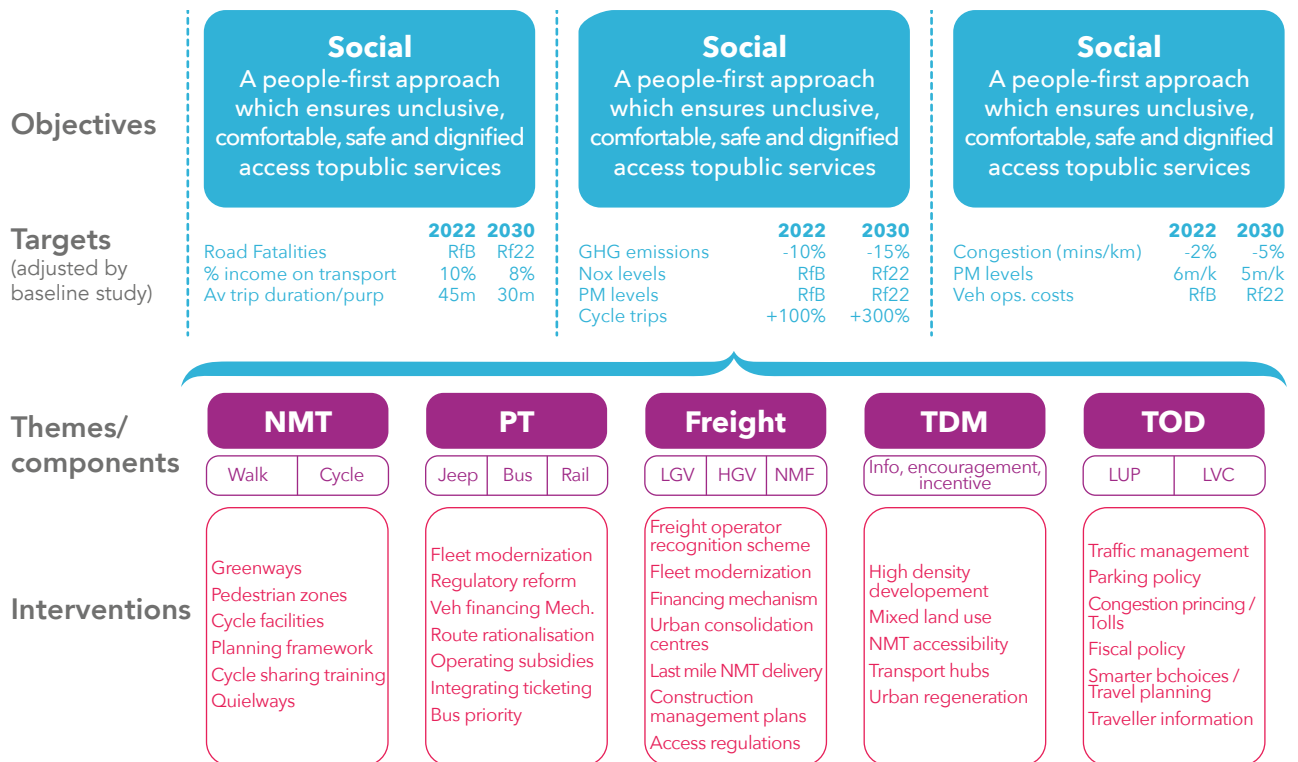 Objectives
Social
A people-first approach
which ensures unclusive,
comfortable, safe and dignified
access topublic services
Social
A people-first approach
which ensures unclusive,
comfortable, safe and dignified
access topublic services
Social
A people-first approach
which ensures unclusive,
comfortable, safe and dignified
access topublic services
Targets
(adjusted by
baseline study)
2022 2030
Road Fatalities RfB Rf22
% income on transport 10% 8%
Av trip duration/purp 45m 30m
2022 2030
GHG emissions -10% -15%
Nox levels RfB Rf22
PM levels RfB Rf22
Cycle trips +100% +300%
2022 2030
Congestion (mins/km) -2% -5%
PM levels 6m/k 5m/k
Veh ops. costs RfB Rf22
Themes/
components
NMT
Walk Cycle
PT
Jeep Bus Rail
Freight
LGV HGV NMF
TDM
Info, encouragement,
incentive
TOD
LUP LVC
Interventions
Greenways
Pedestrian zones
Cycle facilities
Planning framework
Cycle sharing training
Quielways
Fleet modernization
Regulatory reform
Veh financing Mech.
Route rationalisation
Operating subsidies
Integrating ticketing
Bus priority
Freight operator
recognition scheme
Fleet modernization
Financing mechanism
Urban consolidation
centres
Last mile NMT delivery
Construction
management plans
Access regulations
High density
developement
Mixed land use
NMT accessibility
Transport hubs
Urban regeneration
Traffic management
Parking policy
Congestion princing /
Tolls
Fiscal policy
Smarter bchoices /
Travel planning
Traveller information